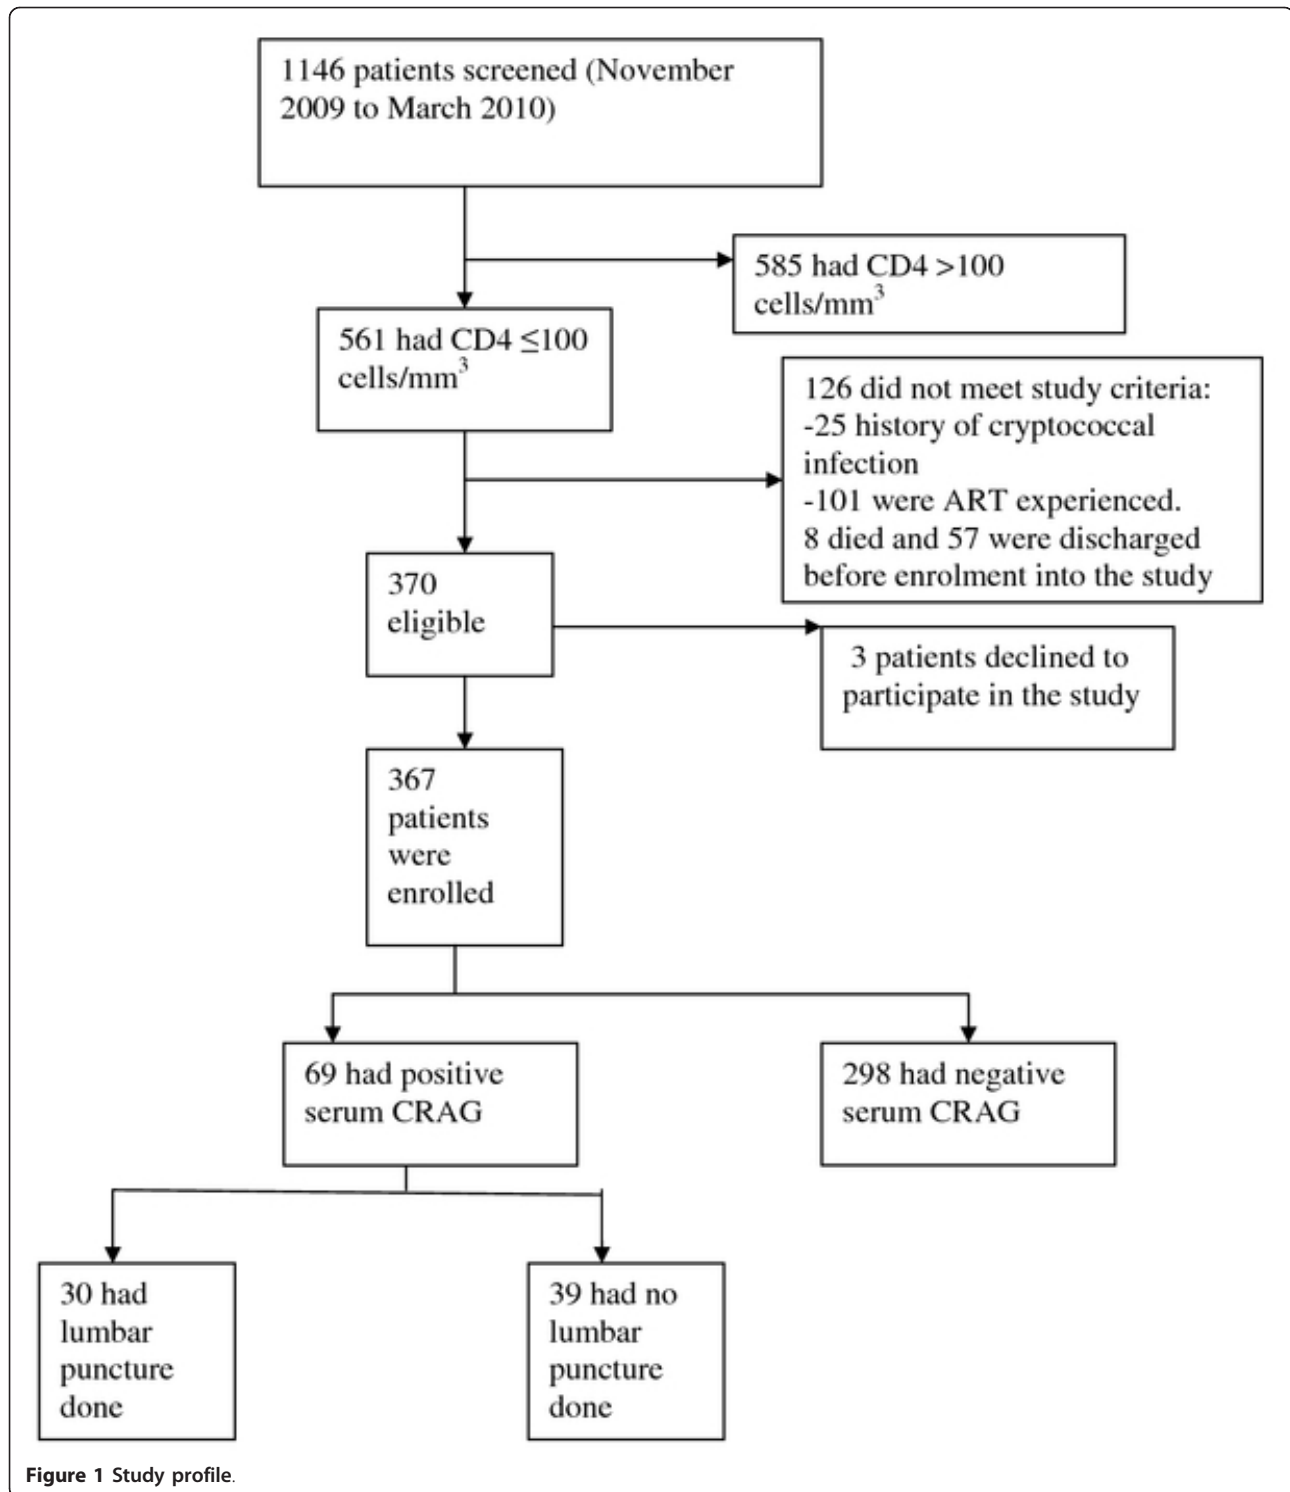 1146 patients screened (November
2009 to March 2010)
585 had CD4 >100
cells/mm³
561 had CD4 ≤100
cells/mm³
126 did not meet study criteria:
-25 history of cryptococcal
infection
-101 were ART experienced.
8 died and 57 were discharged
before enrolment into the study
370
eligible
3 patients declined to
participate in the study
367
patients
were
enrolled
69 had positive
serum CRAG
298 had negative
serum CRAG
30 had
lumbar
puncture
done
39 had no
lumbar
puncture
done
Figure 1 Study profile.